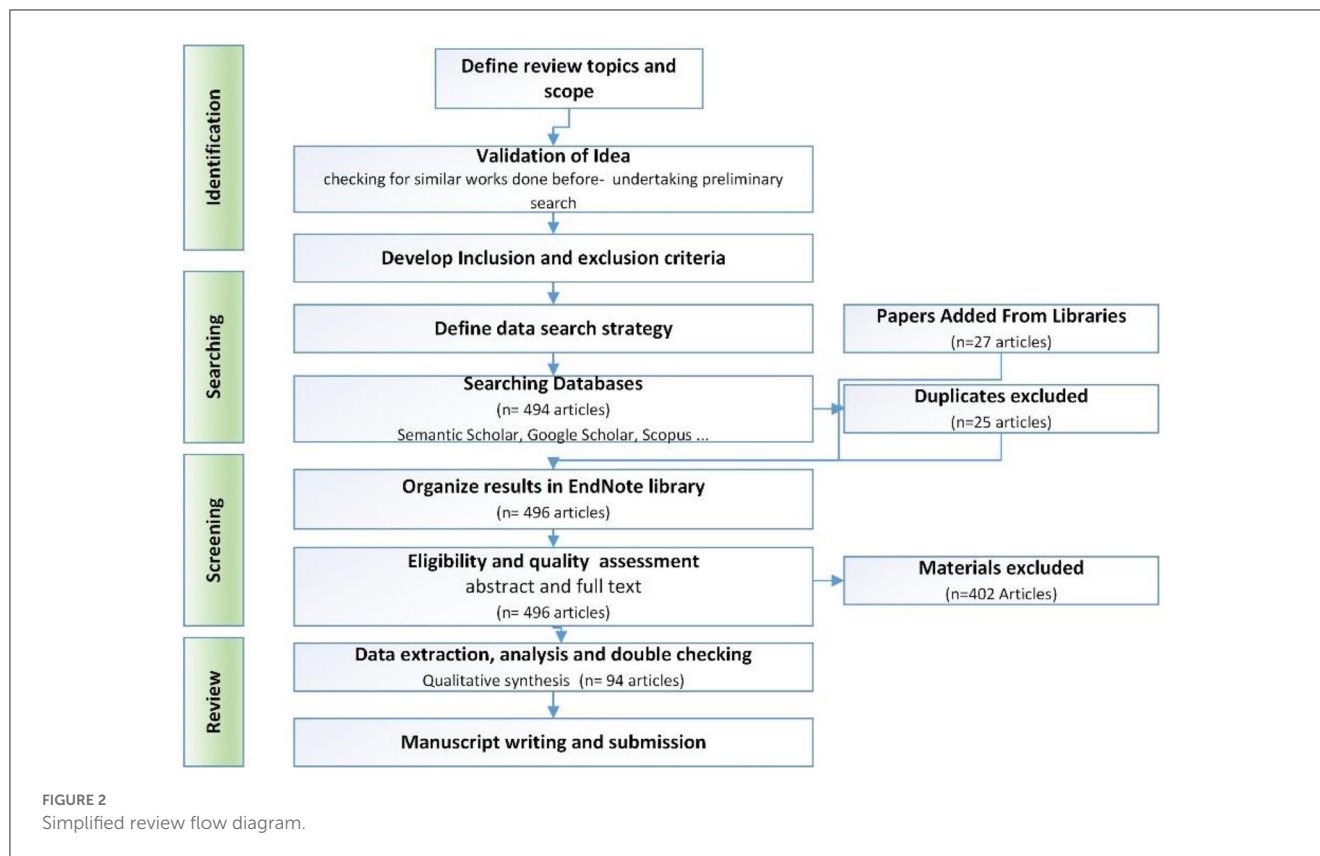 Identification
Define review topics and
scope
Validation of Idea
checking for similar works done before- undertaking preliminary
search
Develop Inclusion and exclusion criteria
Searching
Define data search strategy
Papers Added From Libraries
(n=27 articles)
Searching Databases
(n= 494 articles)
Semantic Scholar, Google Scholar, Scopus ...
Duplicates excluded
(n=25 articles)
Screening
Organize results in EndNote library
(n= 496 articles)
Eligibility and quality assessment
abstract and full text
(n= 496 articles)
Materials excluded
(n=402 Articles)
Review
Data extraction, analysis and double checking
Qualitative synthesis (n= 94 articles)
Manuscript writing and submission
FIGURE 2
Simplified review flow diagram.